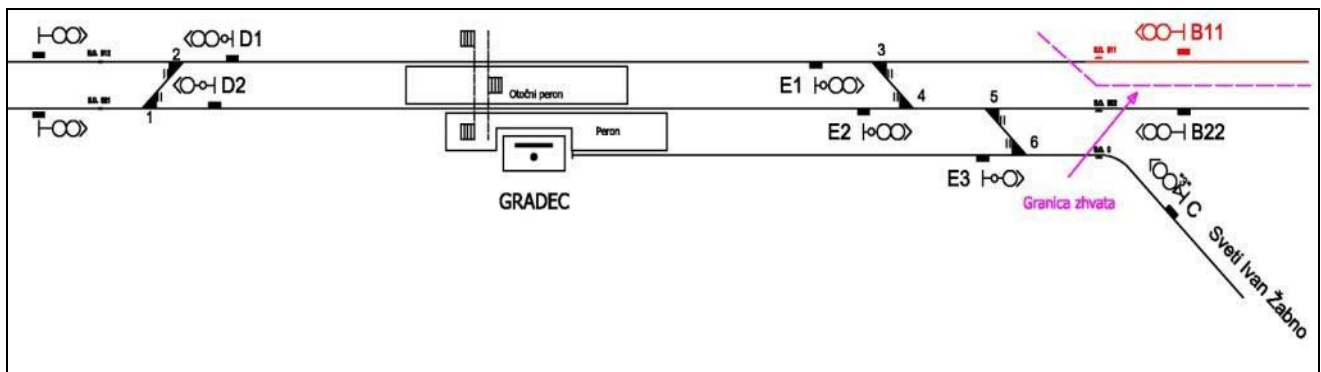 D1
B11
2
3
D2
E1
Otočni peron
4
5
1
E2
B22
Peron
6
E3
GRADEC
Granica zhvata
C
Sveti Ivan Žabno